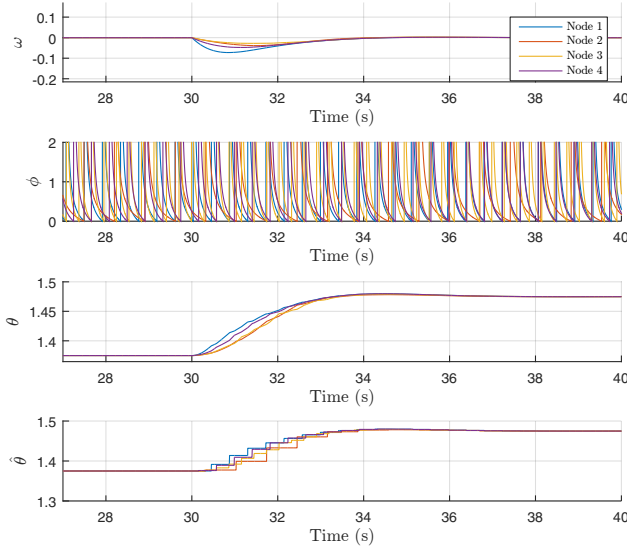 0.1
0
-0.1
-0.2
ω
Node 1
Node 2
Node 3
Node 4
28 30 32 34 36 38 40
Time (s)
2
1
0
ϕ
28 30 32 34 36 38 40
Time (s)
1.5
1.45
1.4
θ
28 30 32 34 36 38 40
Time (s)
1.5
1.4
1.3
θ̂
28 30 32 34 36 38 40
Time (s)